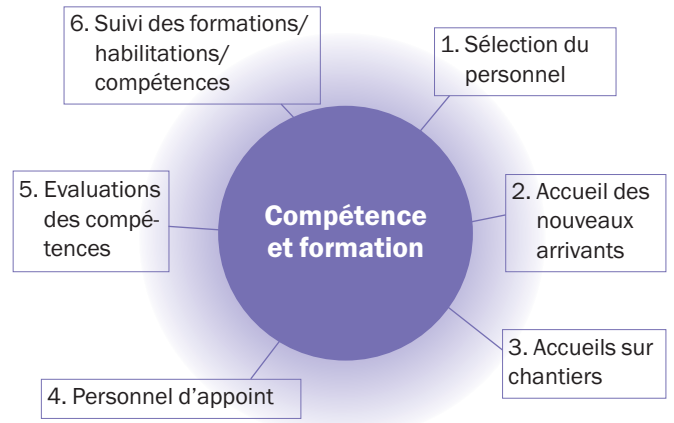 6. Suivi des formations/
habilitations/
compétences
1. Sélection du
personnel
5. Evaluations
des compé-
tences
Compétence
et formation
2. Accueil des
nouveaux
arrivants
3. Accueils sur
chantiers
4. Personnel d'appoint